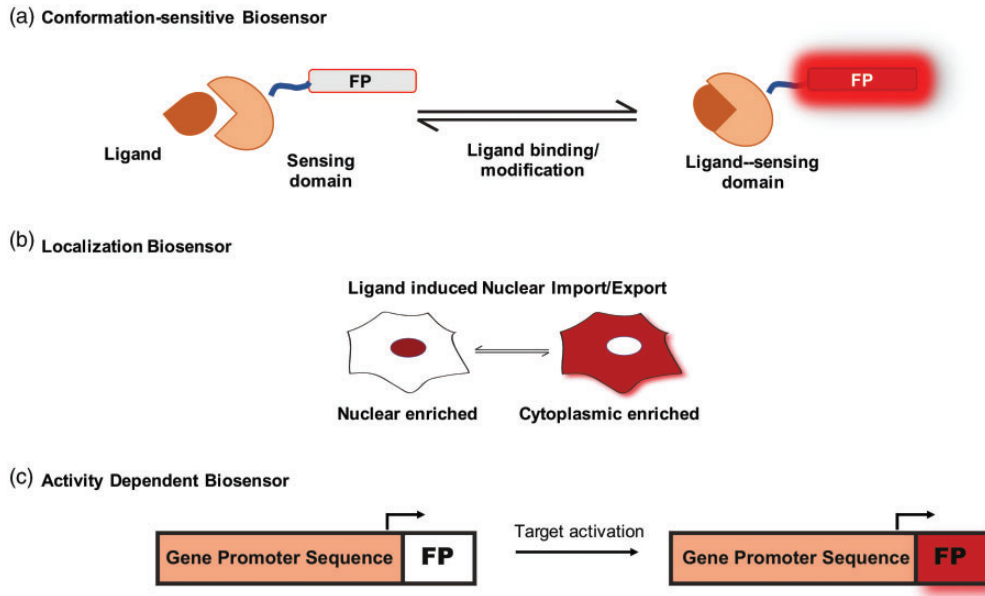 (a) Conformation-sensitive Biosensor
FP
FP
Ligand
Sensing
domain
Ligand binding/
modification
Ligand--sensing
domain
(b) Localization Biosensor
Ligand induced Nuclear Import/Export
Nuclear enriched
Cytoplasmic enriched
(c) Activity Dependent Biosensor
Gene Promoter Sequence
FP
Target activation
Gene Promoter Sequence
FP